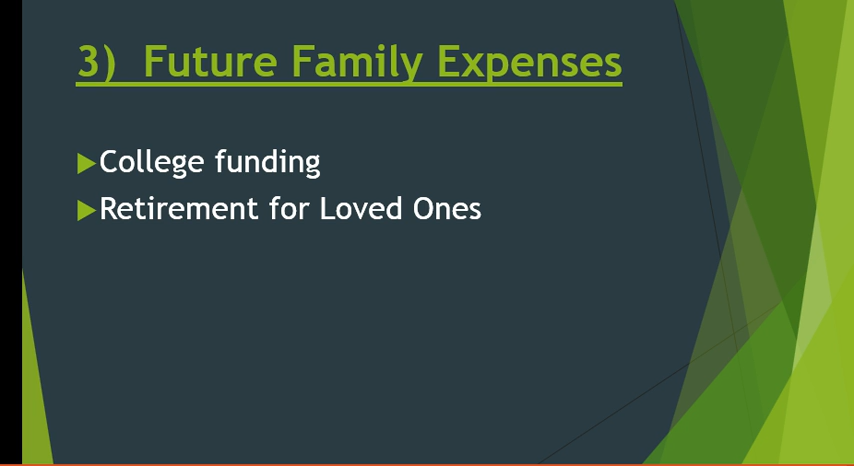 3) Future Family Expenses
College funding
Retirement for Loved Ones